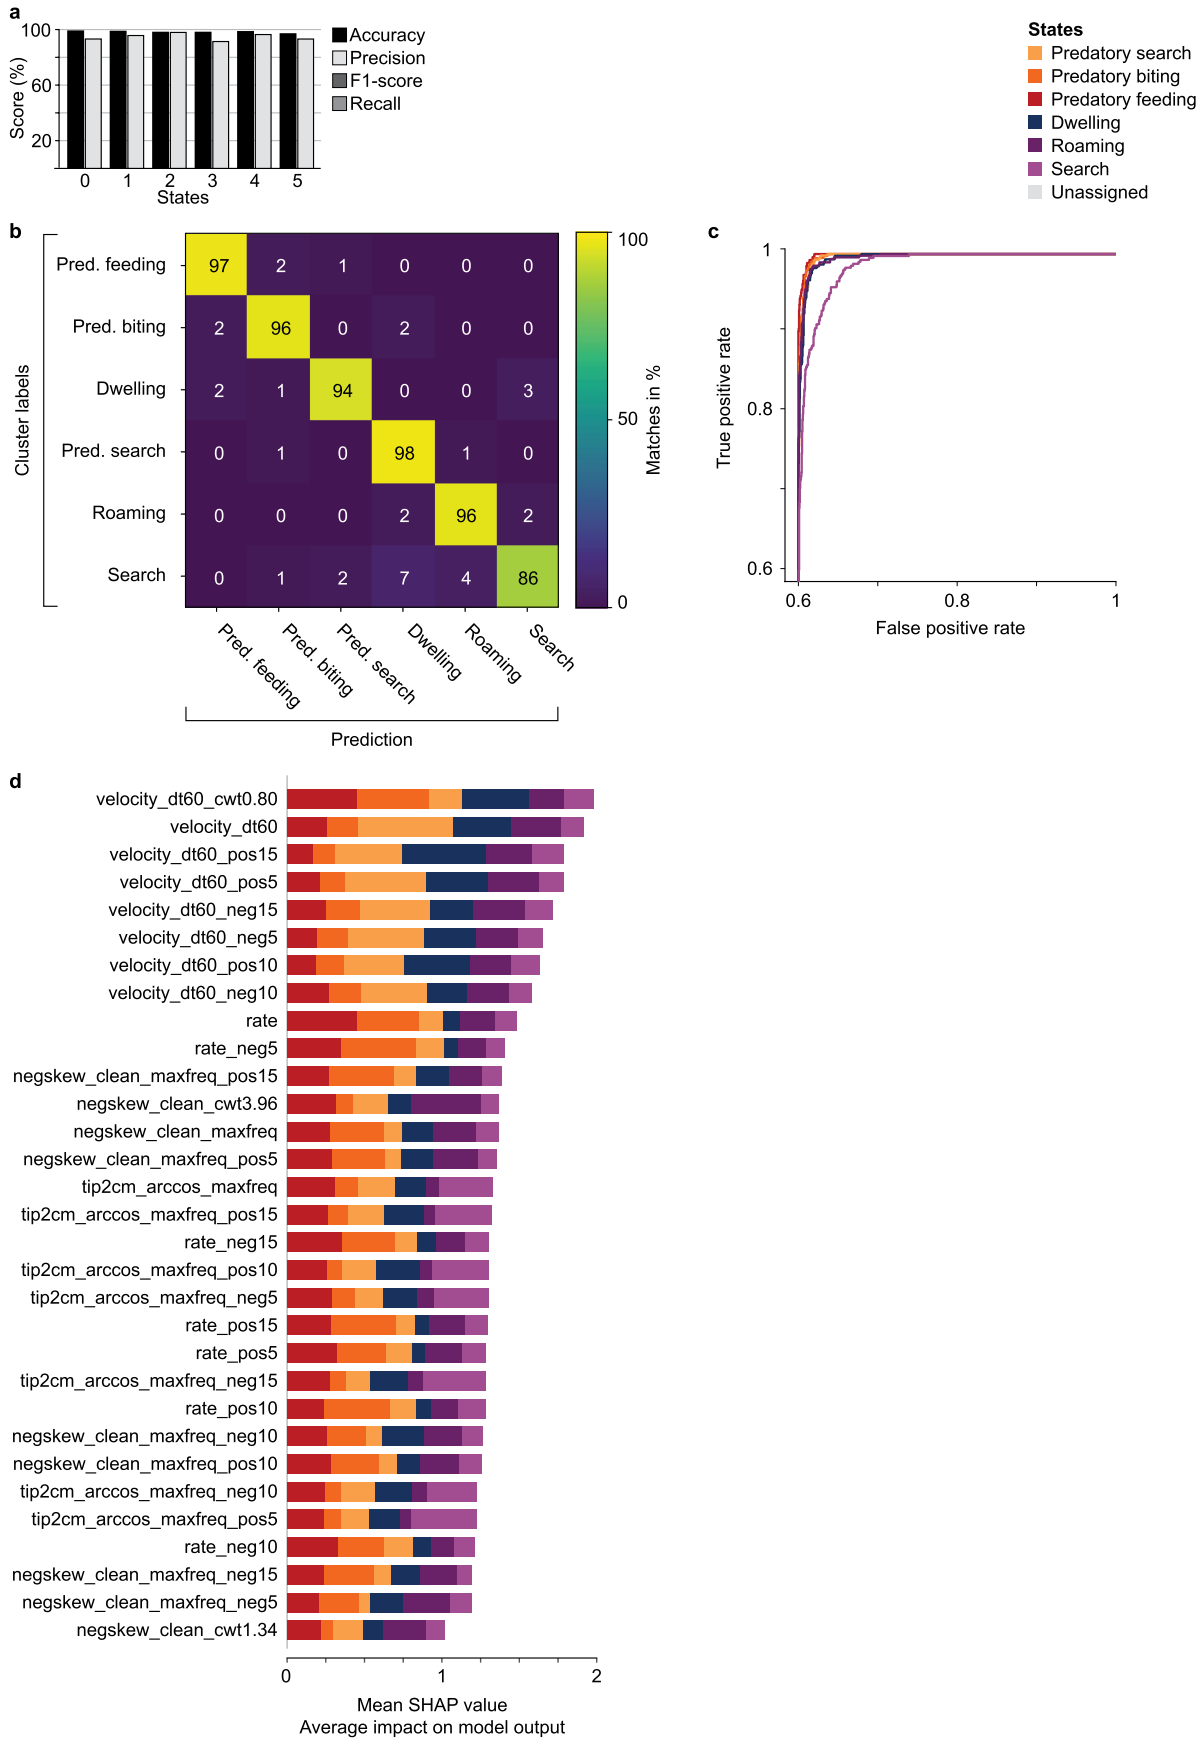 a
100
60
20
Score (%)
0 1 2 3 4 5
States
Accuracy
Precision
F1-score
Recall
States
Predatory search
Predatory biting
Predatory feeding
Dwelling
Roaming
Search
Unassigned
b
Cluster labels
Pred. feeding 97 2 1 0 0 0
Pred. biting 2 96 0 2 0 0
Dwelling 2 1 94 0 0 3
Pred. search 0 1 0 98 1 0
Roaming 0 0 0 2 96 2
Search 0 1 2 7 4 86
Pred. feeding
Pred. biting
Pred. search
Dwelling
Roaming
Search
Prediction
100
50
0
Matches in %
c
1
0.8
0.6
True positive rate
0.6 0.8 1
False positive rate
d
velocity_dt60_cwt0.80
velocity_dt60
velocity_dt60_pos15
velocity_dt60_pos5
velocity_dt60_neg15
velocity_dt60_neg5
velocity_dt60_pos10
velocity_dt60_neg10
rate
rate_neg5
negskew_clean_maxfreq_pos15
negskew_clean_cwt3.96
negskew_clean_maxfreq
negskew_clean_maxfreq_pos5
tip2cm_arccos_maxfreq
tip2cm_arccos_maxfreq_pos15
rate_neg15
tip2cm_arccos_maxfreq_pos10
tip2cm_arccos_maxfreq_neg5
rate_pos15
rate_pos5
tip2cm_arccos_maxfreq_neg15
rate_pos10
negskew_clean_maxfreq_neg10
negskew_clean_maxfreq_pos10
tip2cm_arccos_maxfreq_neg10
tip2cm_arccos_maxfreq_pos5
rate_neg10
negskew_clean_maxfreq_neg15
negskew_clean_maxfreq_neg5
negskew_clean_cwt1.34
0 1 2
Mean SHAP value
Average impact on model output